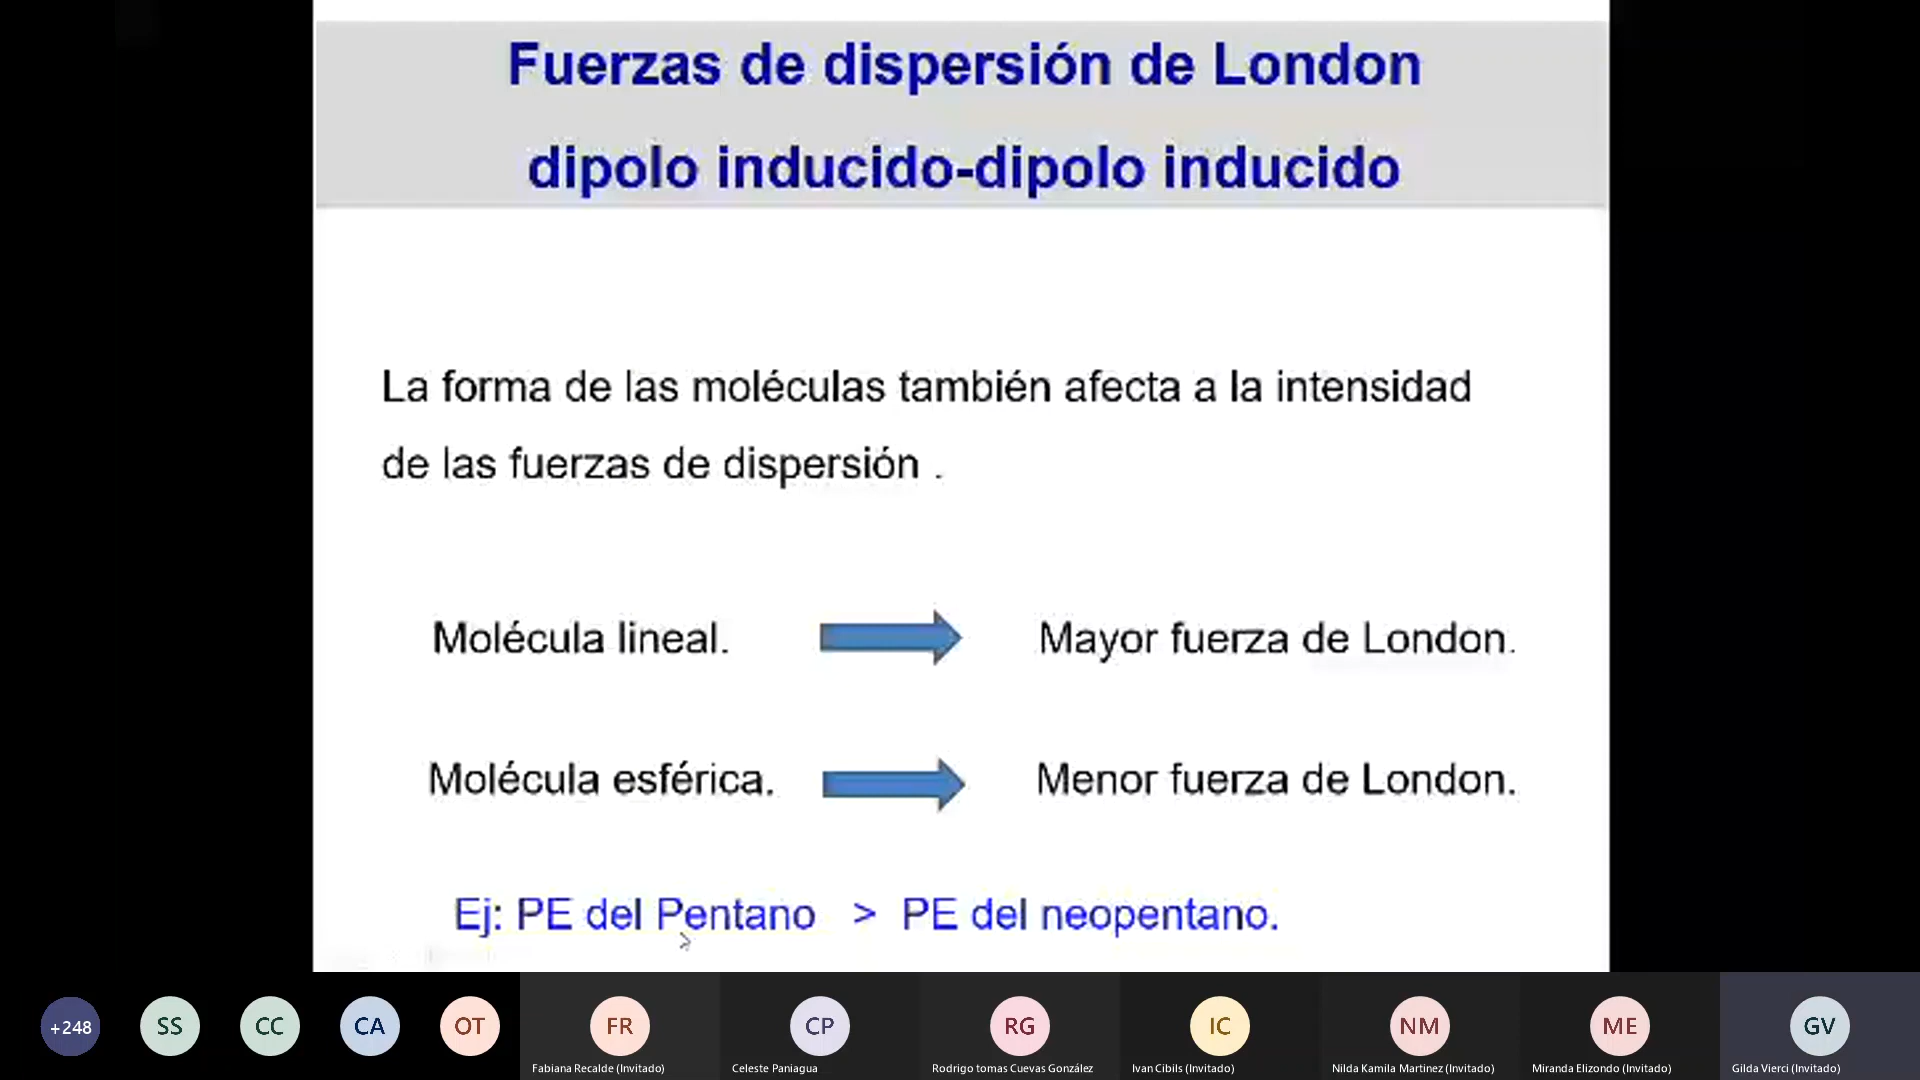 Fuerzas de dispersión de London
dipolo inducido-dipolo inducido
La forma de las moléculas también afecta a la intensidad
de las fuerzas de dispersión .
Molécula lineal. Mayor fuerza de London.
Molécula esférica. Menor fuerza de London.
Ej: PE del Pentano > PE del neopentano.
+248 SS CC CA OT FR CP RG IC NM ME GV
Fabiana Recalde (Invitado) Celeste Paniagua Rodrigo tomas Cuevas González Ivan Cibils (Invitado) Nilda Kamila Martinez (Invitado) Miranda Elizondo (Invitado) Gilda Vierci (Invitado)